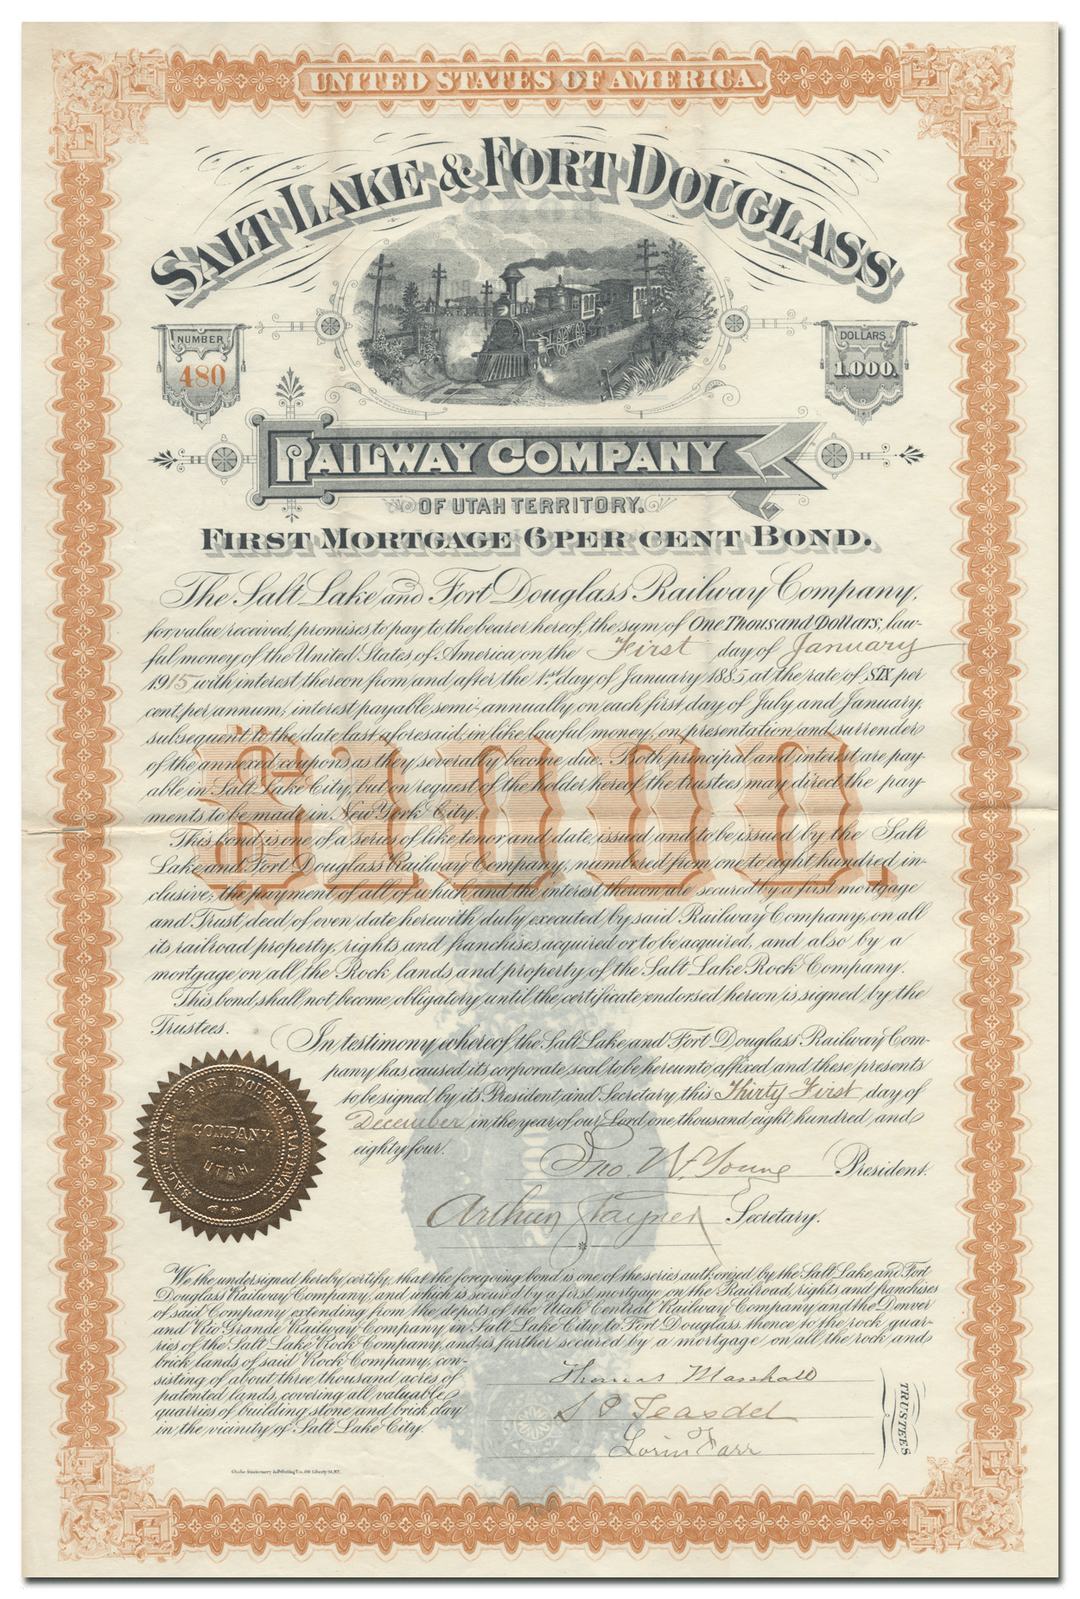 UNITED STATES OF AMERICA.
SALT LAKE & FORT DOUGLASS
NUMBER
480
DOLLARS
1.000.
RAILWAY COMPANY
OF UTAH TERRITORY.
FIRST MORTGAGE 6 PER CENT BOND.
The Salt Lake and Fort Douglass Railway Company,
for value received, promises to pay to the bearer hereof, the sum of One Thousand Dollars, law-
ful money of the United States of America on the First day of January
1915 with interest thereon from and after the 1st day of January 1885 at the rate of SIX per
cent, per annum, interest payable semi-annually on each first day of July and January,
subsequent to the date last aforesaid, in like lawful money, on presentation and surrender
of the annexed coupons as they severally become due. Both principal and interest are pay-
able in Salt Lake City, but on request of the holder hereof the trustees may direct the pay-
ments to be made in New York City.
$1,000.
This bond is one of a series of like tenor and date, issued and to be issued by the Salt
Lake and Fort Douglass Railway Company, numbered from one to eight hundred in-
clusive, the payment of all of which and the interest thereon are secured by a first mortgage
and Trust deed of even date herewith duly executed by said Railway Company, on all
its railroad property, rights and franchises acquired or to be acquired, and also by a
mortgage on all the Rock lands and property of the Salt Lake Rock Company.
This bond shall not become obligatory until the certificate endorsed hereon is signed by the
Trustees.
In testimony whereof the Salt Lake and Fort Douglass Railway Com-
pany has caused its corporate seal to be hereunto affixed and these presents
to be signed by its President and Secretary this Thirty First day of
December in the year of our Lord one thousand eight hundred and
eighty four.
Jno W. Young President.
Arthur Stayner Secretary.
SALT LAKE & FORT DOUGLAS RAILWAY
COMPANY
UTAH.
We the undersigned hereby certify, that the foregoing bond is one of the series authorized by the Salt Lake and Fort
Douglass Railway Company, and which is secured by a first mortgage on the Railroad, rights and franchises
of said Company extending from the depots of the Utah Central Railway Company and the Denver
and Rio Grande Railway Company in Salt Lake City to Fort Douglass thence to the rock quar-
ries of the Salt Lake Rock Company, and is further secured by a mortgage on all the rock and
brick lands of said Rock Company, con-
sisting of about three thousand acres of
patented lands, covering all valuable
quarries of building stone and brick clay
in the vicinity of Salt Lake City.
Thomas Marshall
S P Teasdel
Lorin Farr
TRUSTEES